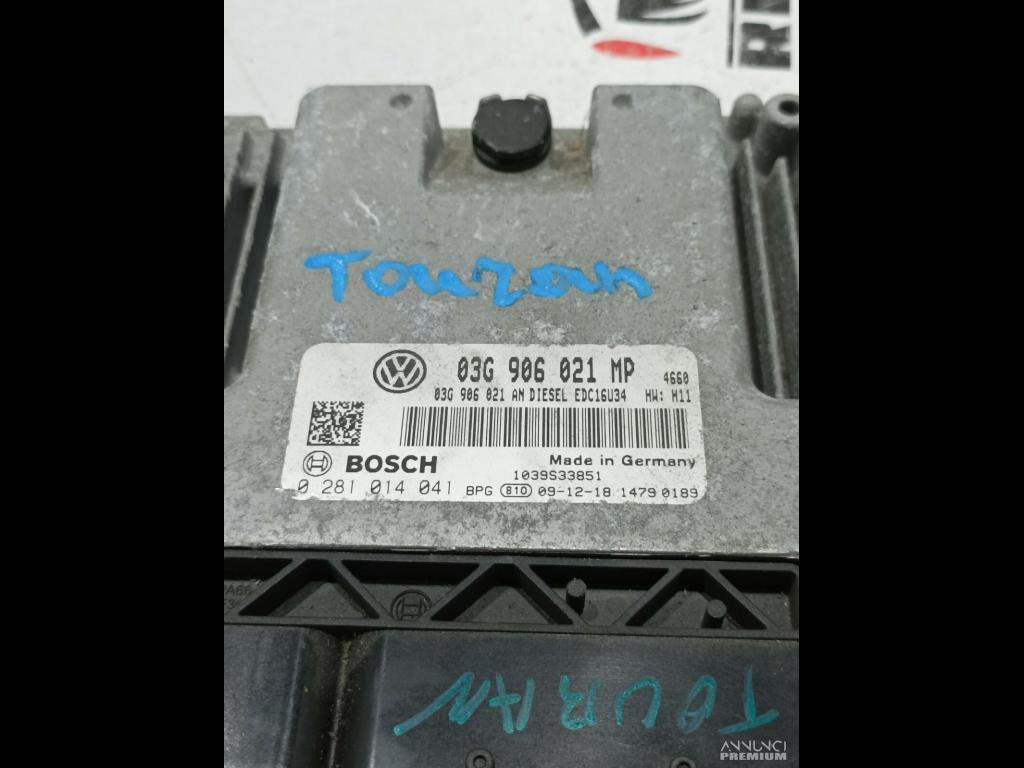 Touran
03G 906 021 MP 4660
03G 906 021 AN DIESEL EDC16U34 HW: H11
Made in Germany
BOSCH
1039S33851
0 281 014 041 BPG 810 09-12-18 1479 0189
TOURAN
ANNUNCI
PREMIUM